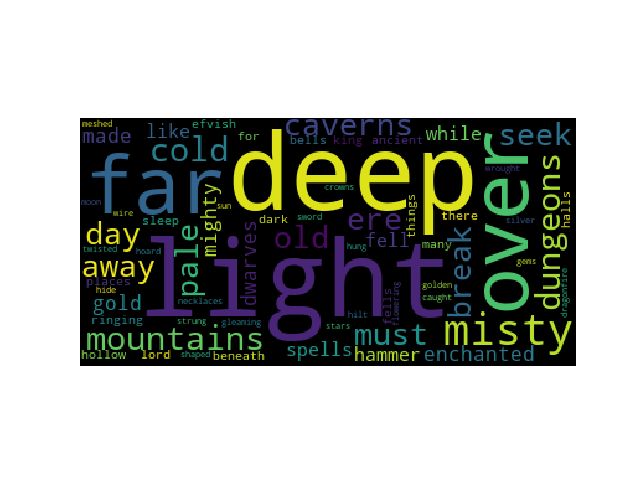 meshed
made
like
efvish
for
caverns
bells
king
ancient
while
seek
far
cold
deep
over
crowns
moon
wine
sun
mighty
sleep
dark
sword
ere
things
there
dungeons
halls
day
twisted
hoard
pale
dwarves
old
hung
fell
many
break
silver
wrought
away
places
hide
light
gems
dragonfire
gold
necklaces
golden
caught
fells
flowering
ringing
strung
gleaming
hilt
stars
must
misty
mountains
hollow
lord
shaped
beneath
spells
hammer
enchanted